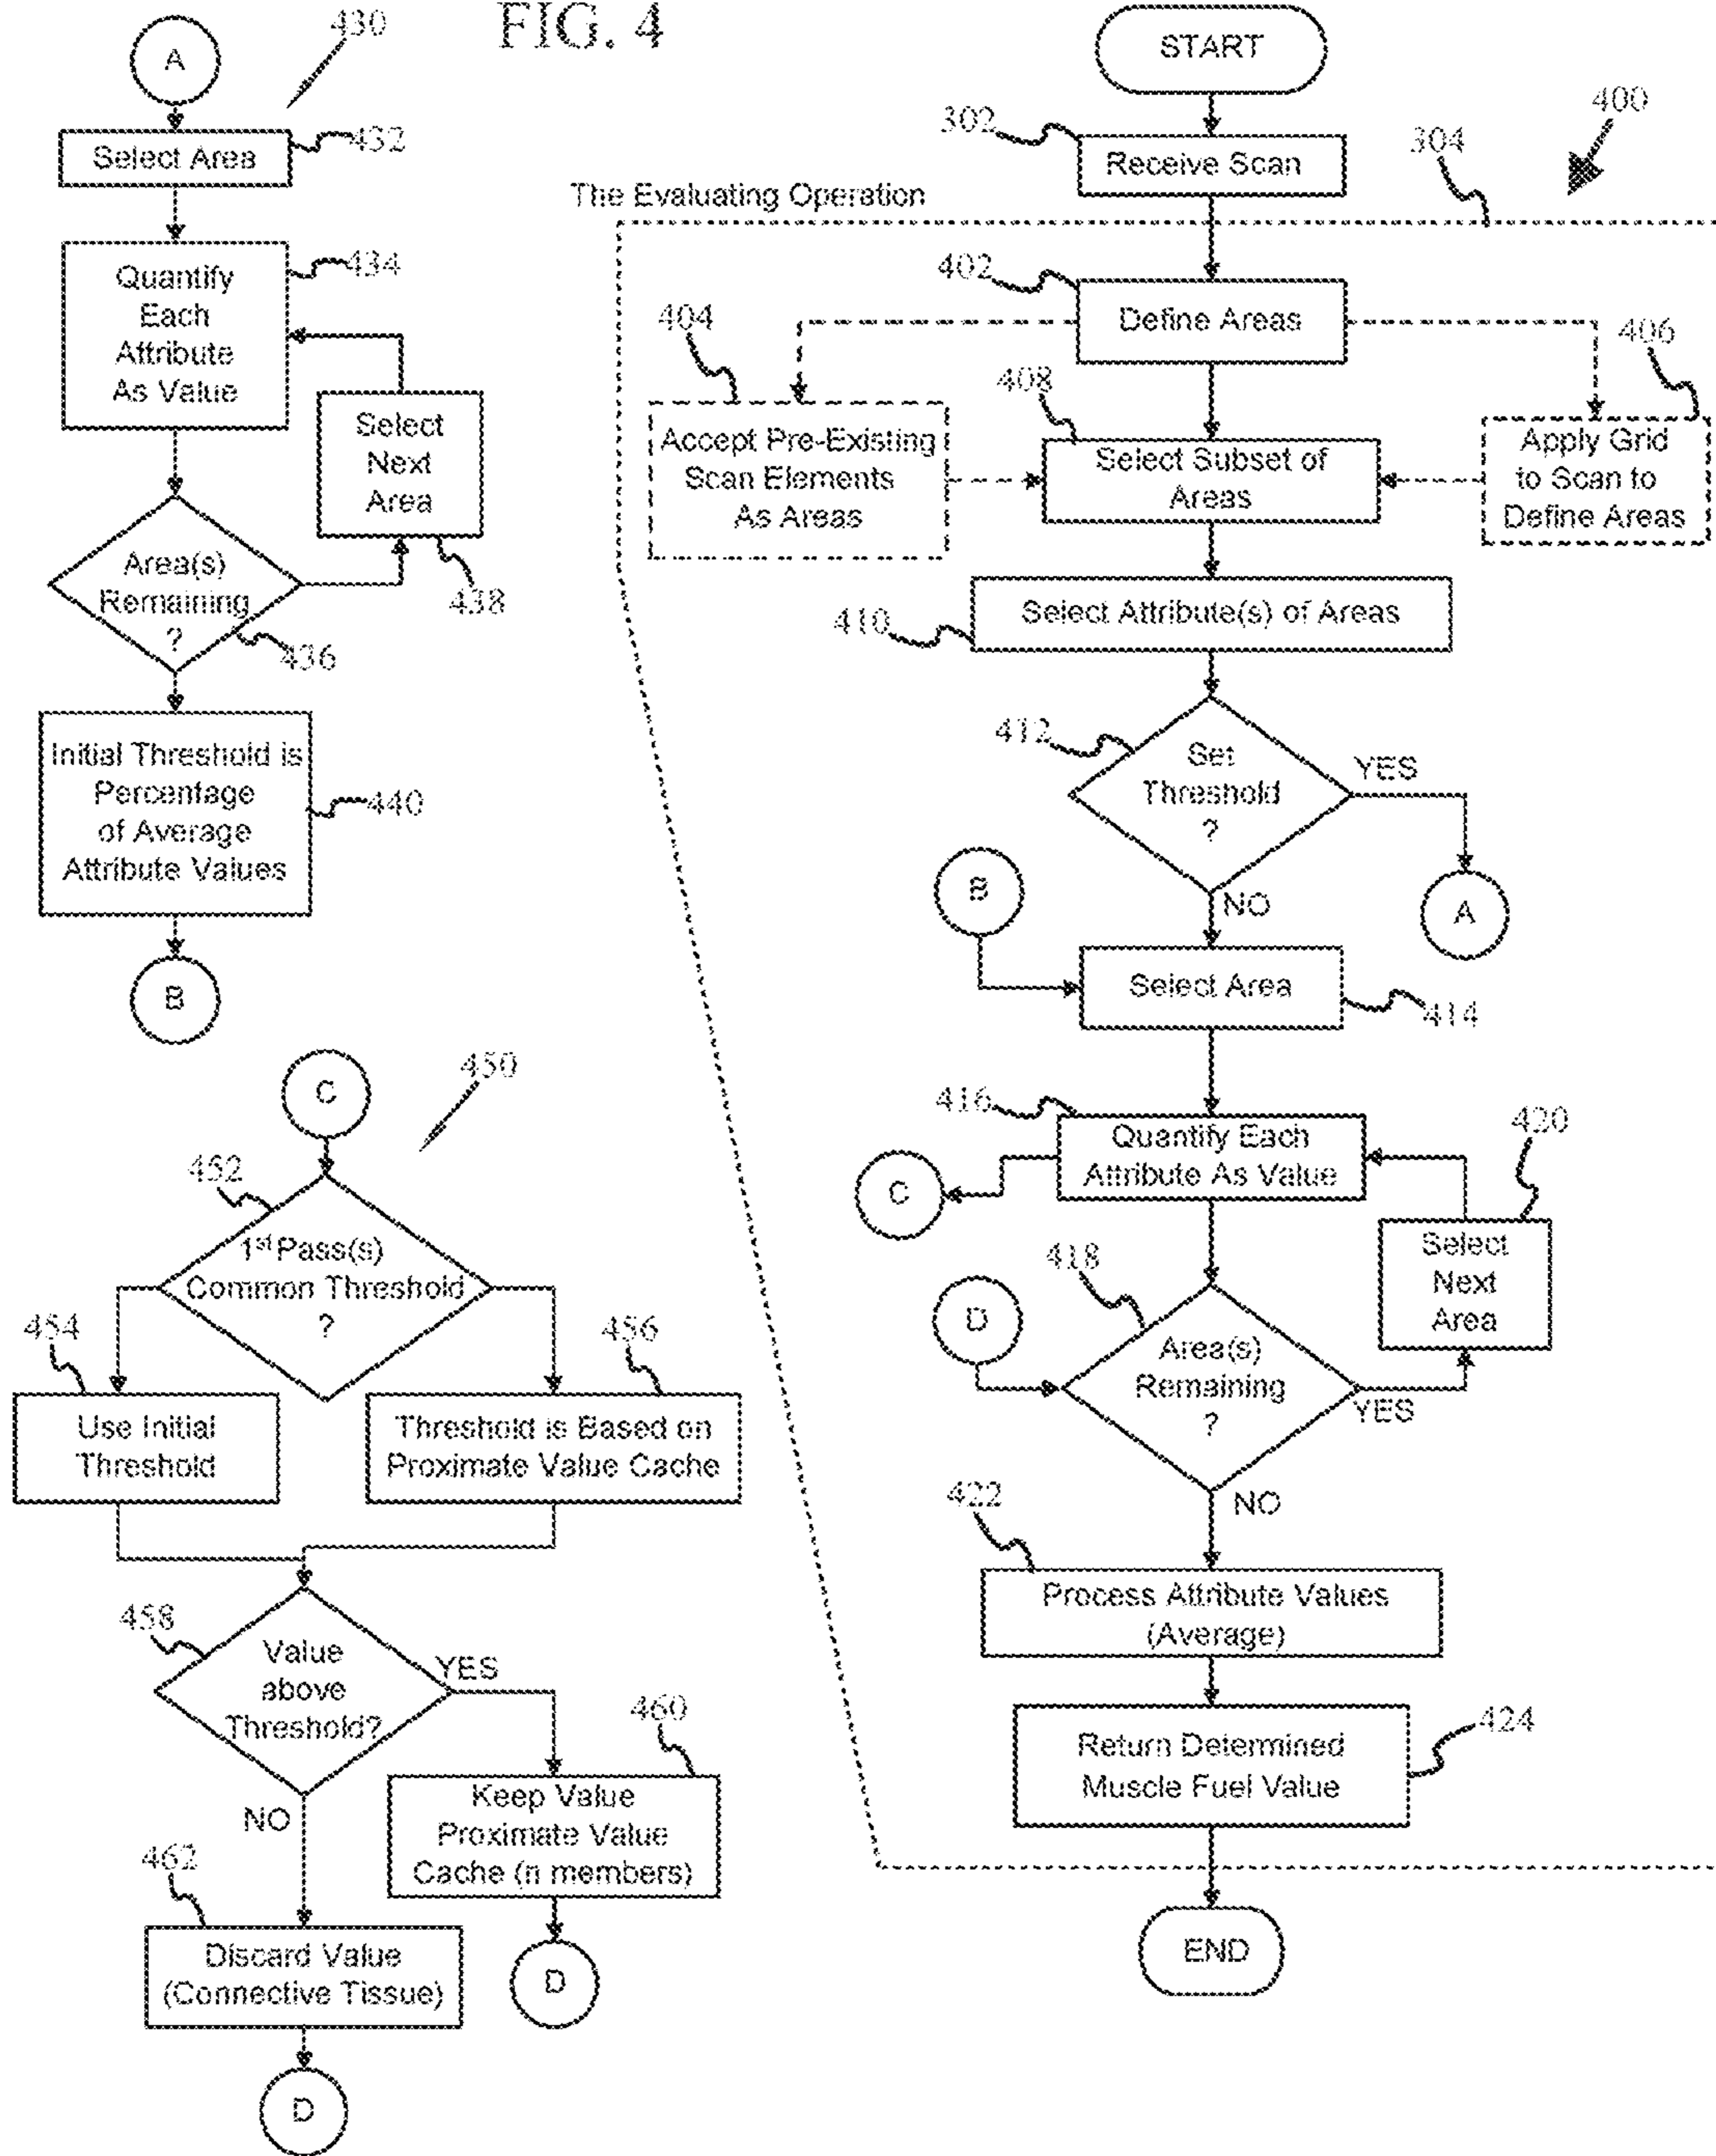 FIG. 4
A
430
Select Area
432
Quantify
Each
Attribute
As Value
434
Select
Next
Area
438
Area(s)
Remaining
?
436
Initial Threshold is
Percentage
of Average
Attribute Values
440
B
C
450
452
1st Pass(s)
Common Threshold
?
454
Use Initial
Threshold
456
Threshold is Based on
Proximate Value Cache
458
Value
above
Threshold?
YES
NO
460
Keep Value
Proximate Value
Cache (n members)
D
462
Discard Value
(Connective Tissue)
D
START
400
302
Receive Scan
304
The Evaluating Operation
402
Define Areas
404
Accept Pre-Existing
Scan Elements
As Areas
406
Apply Grid
to Scan to
Define Areas
408
Select Subset of
Areas
410
Select Attribute(s) of Areas
412
Set
Threshold
?
YES
A
NO
B
Select Area
414
416
Quantify Each
Attribute As Value
C
420
Select
Next
Area
418
Area(s)
Remaining
?
D
YES
NO
422
Process Attribute Values
(Average)
Return Determined
Muscle Fuel Value
424
END